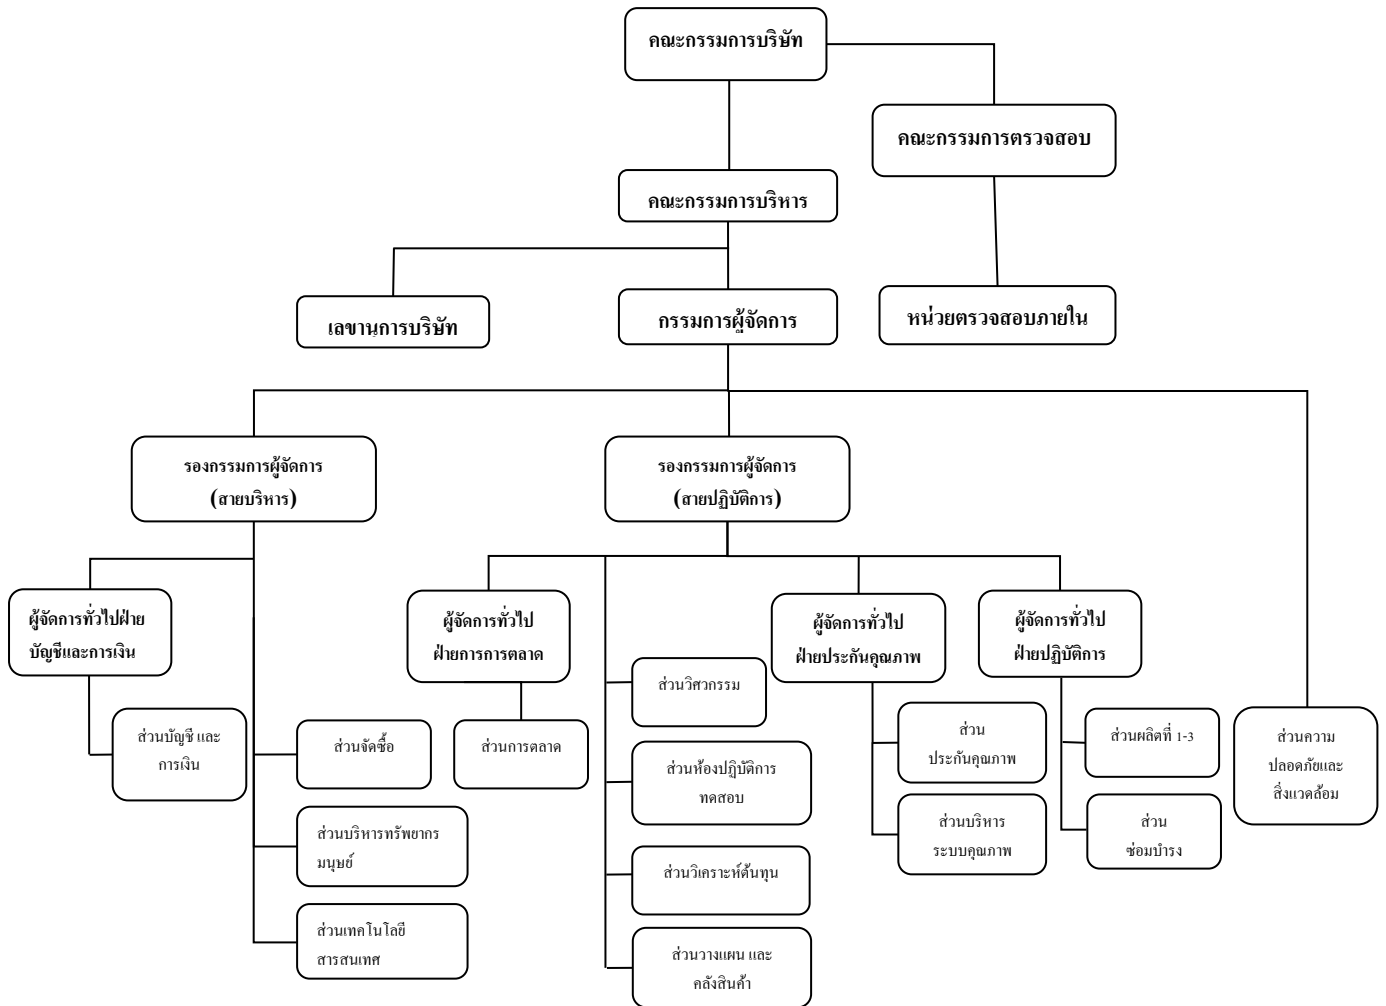 คณะกรรมการบริษัท
คณะกรรมการตรวจสอบ
คณะกรรมการบริหาร
เลขานุการบริษัท
กรรมการผู้จัดการ
หน่วยตรวจสอบภายใน
รองกรรมการผู้จัดการ
(สายบริหาร)
รองกรรมการผู้จัดการ
(สายปฏิบัติการ)
ผู้จัดการทั่วไปฝ่าย
บัญชีและการเงิน
ผู้จัดการทั่วไป
ฝ่ายการการตลาด
ผู้จัดการทั่วไป
ฝ่ายประกันคุณภาพ
ผู้จัดการทั่วไป
ฝ่ายปฏิบัติการ
ส่วนบัญชี และ
การเงิน
ส่วนจัดซื้อ
ส่วนบริหารทรัพยากร
มนุษย์
ส่วนเทคโนโลยี
สารสนเทศ
ส่วนการตลาด
ส่วนวิศวกรรม
ส่วนห้องปฏิบัติการ
ทดสอบ
ส่วนวิเคราะห์ต้นทุน
ส่วนวางแผน และ
คลังสินค้า
ส่วน
ประกันคุณภาพ
ส่วนบริหาร
ระบบคุณภาพ
ส่วนผลิตที่ 1-3
ส่วน
ซ่อมบำรุง
ส่วนความ
ปลอดภัยและ
สิ่งแวดล้อม